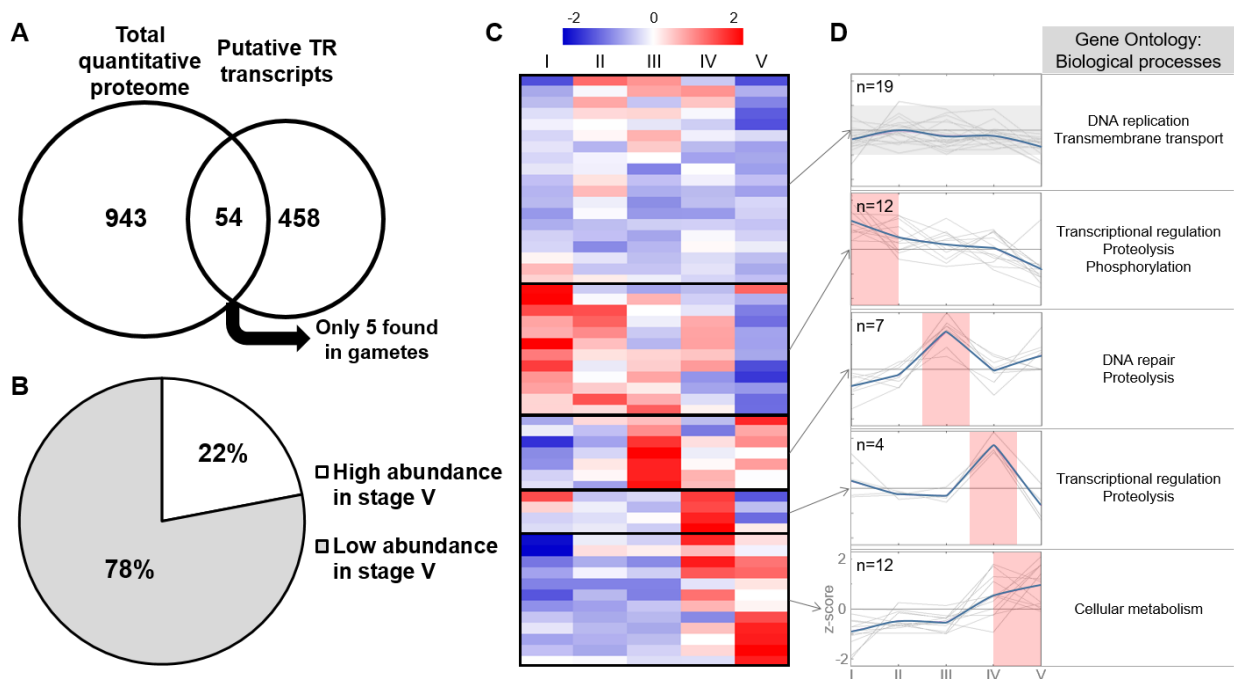 A
Total
quantitative
proteome
Putative TR
transcripts
943
54
458
Only 5 found
in gametes
B
22%
78%
High abundance
in stage V
Low abundance
in stage V
C
-2 0 2
I II III IV V
D
Gene Ontology:
Biological processes
n=19
DNA replication
Transmembrane transport
n=12
Transcriptional regulation
Proteolysis
Phosphorylation
n=7
DNA repair
Proteolysis
n=4
Transcriptional regulation
Proteolysis
n=12
Cellular metabolism
2
0
-2
z-score
I II III IV V